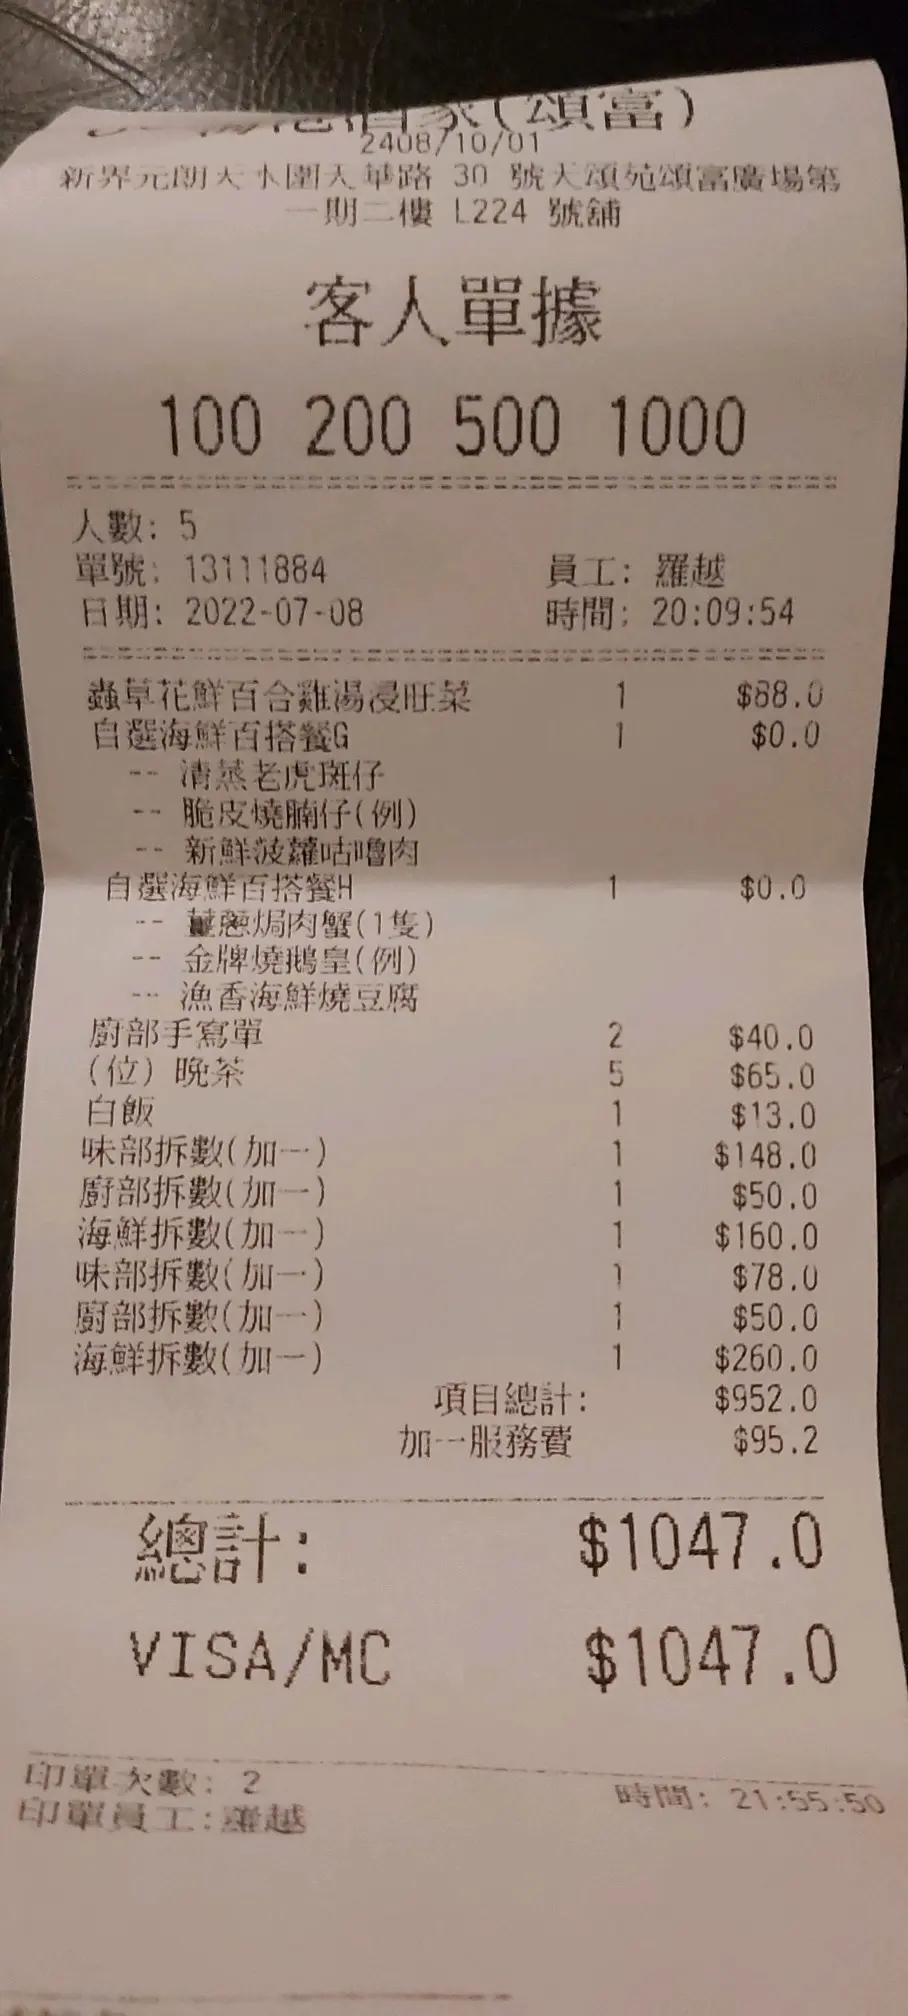 酒家(頌富)
2408/10/01
新界元朗天水圍天華路 30 號天頌苑頌富廣場第
一期二樓 L224 號舖
客人單據
100 200 500 1000
人數: 5
單號: 13111884 員工: 羅越
日期: 2022-07-08 時間: 20:09:54
蟲草花鮮百合雞湯浸旺菜 1 $88.0
自選海鮮百搭餐G 1 $0.0
-- 清蒸老虎斑仔
-- 脆皮燒腩仔(例)
-- 新鮮菠蘿咕嚕肉
自選海鮮百搭餐H 1 $0.0
-- 薑蔥焗肉蟹(1隻)
-- 金牌燒鵝皇(例)
-- 漁香海鮮燒豆腐
廚部手寫單 2 $40.0
(位) 晚茶 5 $65.0
白飯 1 $13.0
味部拆數(加一) 1 $148.0
廚部拆數(加一) 1 $50.0
海鮮拆數(加一) 1 $160.0
味部拆數(加一) 1 $78.0
廚部拆數(加一) 1 $50.0
海鮮拆數(加一) 1 $260.0
項目總計: $952.0
加一服務費 $95.2
總計: $1047.0
VISA/MC $1047.0
印單次數: 2 時間: 21:55:50
印單員工:羅越